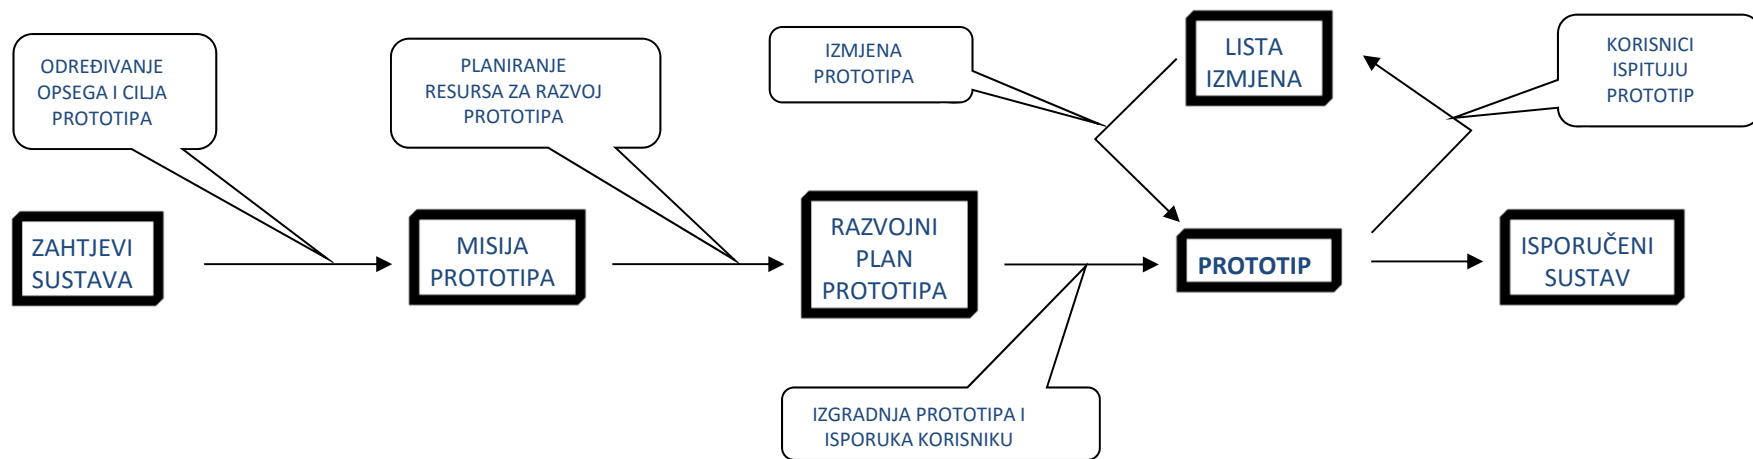 ODREĐIVANJE
OPSEGA I CILJA
PROTOTIPA
PLANIRANJE
RESURSA ZA RAZVOJ
PROTOTIPA
IZMJENA
PROTOTIPA
LISTA
IZMJENA
KORISNICI
ISPITUJU
PROTOTIP
ZAHTJEVI
SUSTAVA
MISIJA
PROTOTIPA
RAZVOJNI
PLAN
PROTOTIPA
PROTOTIP
ISPORUČENI
SUSTAV
IZGRADNJA PROTOTIPA I
ISPORUKA KORISNIKU